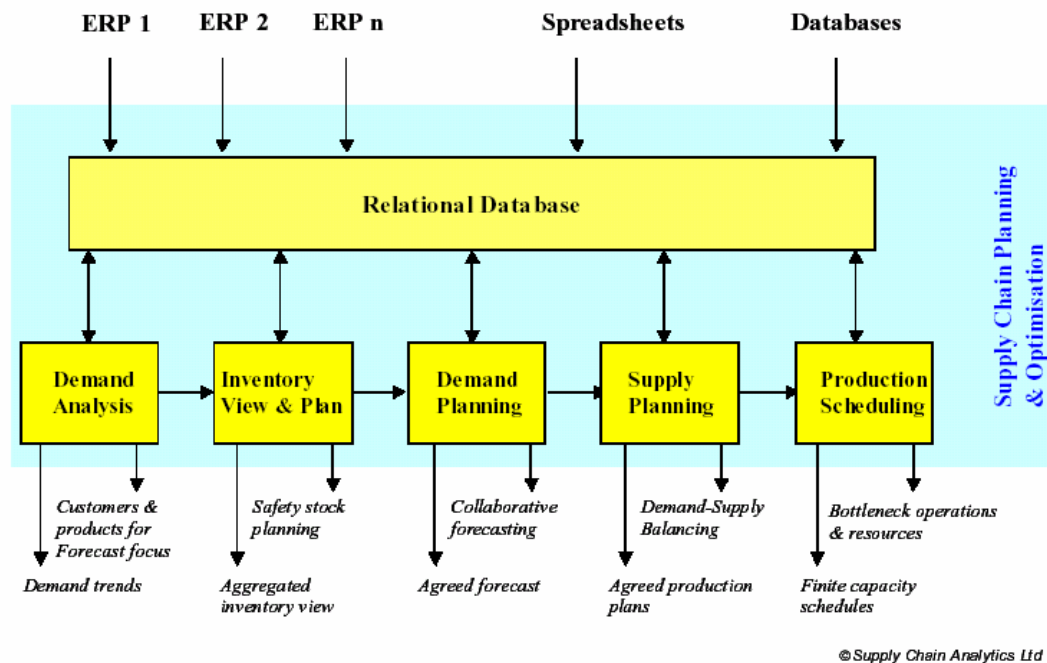 ERP 1
ERP 2
ERP n
Spreadsheets
Databases
Relational Database
Supply Chain Planning
& Optimisation
Demand
Analysis
Inventory
View & Plan
Demand
Planning
Supply
Planning
Production
Scheduling
Customers &
products for
Forecast focus
Safety stock
planning
Collaborative
forecasting
Demand-Supply
Balancing
Bottleneck operations
& resources
Demand trends
Aggregated
inventory view
Agreed forecast
Agreed production
plans
Finite capacity
schedules
© Supply Chain Analytics Ltd